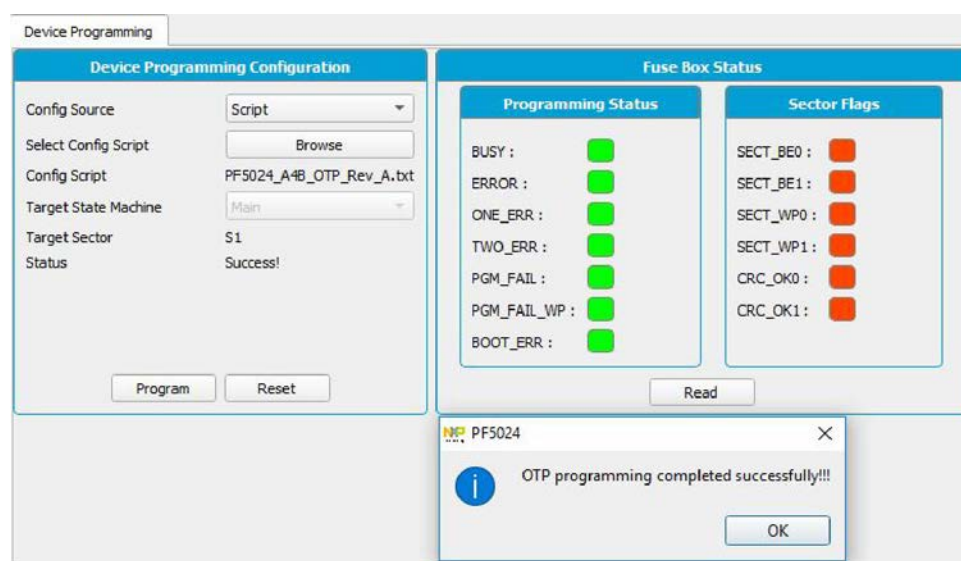 Device Programming
Device Programming Configuration
Config Source
Script
Select Config Script
Browse
Config Script
PF5024_A4B_OTP_Rev_A.txt
Target State Machine
Main
Target Sector
S1
Status
Success!
Program
Reset
Fuse Box Status
Programming Status
BUSY :
ERROR :
ONE_ERR :
TWO_ERR :
PGM_FAIL :
PGM_FAIL_WP :
BOOT_ERR :
Sector Flags
SECT_BE0 :
SECT_BE1 :
SECT_WP0 :
SECT_WP1 :
CRC_OK0 :
CRC_OK1 :
Read
NXP PF5024
OTP programming completed successfully!!!
OK